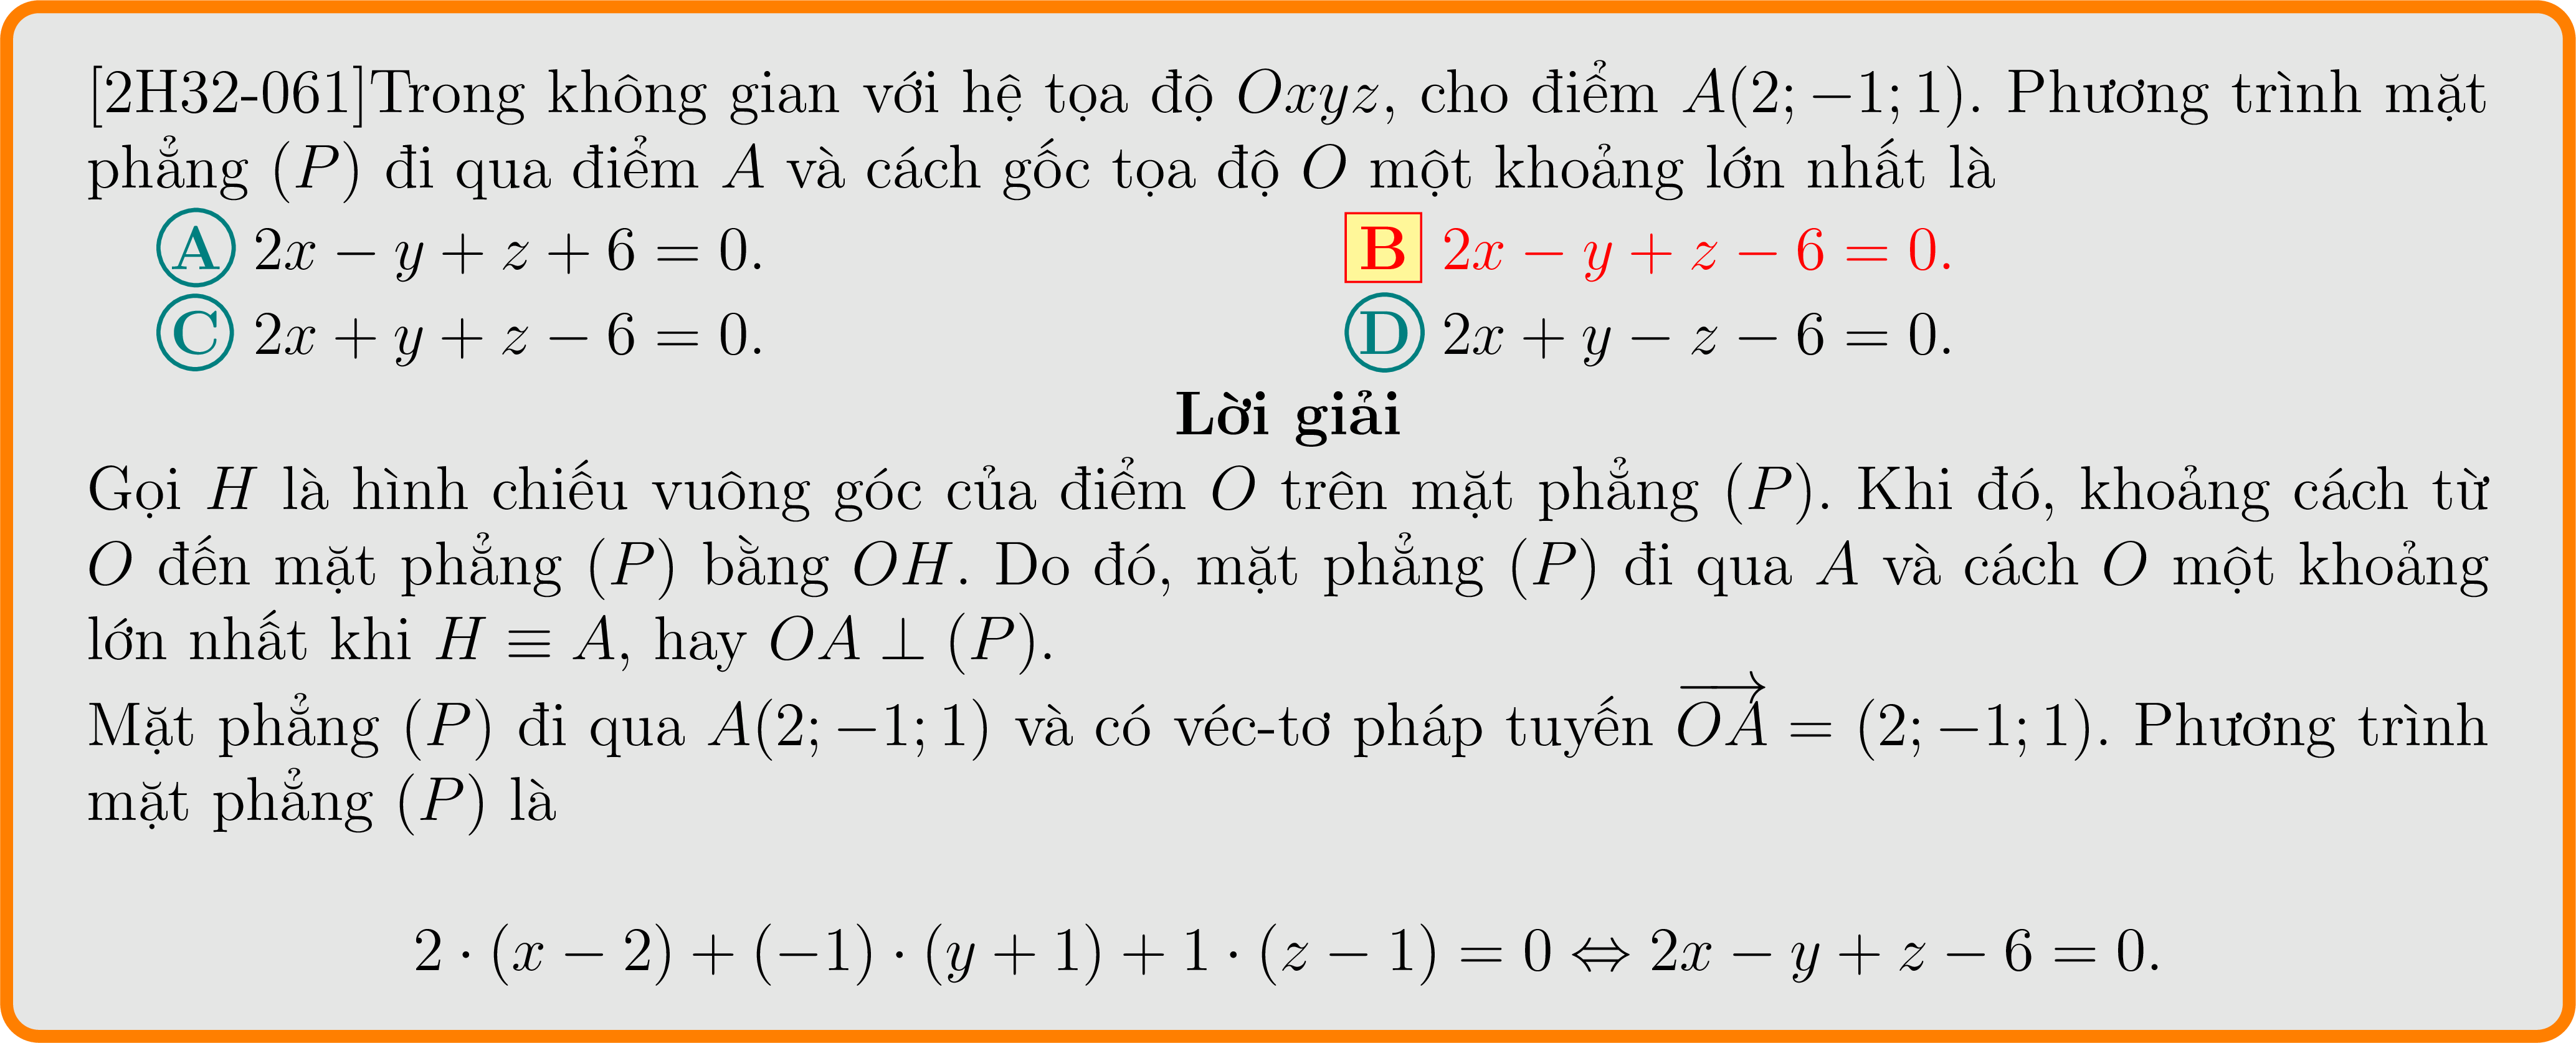 [2H32-061]Trong không gian với hệ tọa độ Oxyz, cho điểm A(2; −1; 1). Phương trình mặt
phẳng (P) đi qua điểm A và cách gốc tọa độ O một khoảng lớn nhất là
A 2x − y + z + 6 = 0. B 2x − y + z − 6 = 0.
C 2x + y + z − 6 = 0. D 2x + y − z − 6 = 0.
Lời giải
Gọi H là hình chiếu vuông góc của điểm O trên mặt phẳng (P). Khi đó, khoảng cách từ
O đến mặt phẳng (P) bằng OH. Do đó, mặt phẳng (P) đi qua A và cách O một khoảng
lớn nhất khi H ≡ A, hay OA ⊥ (P).
Mặt phẳng (P) đi qua A(2; −1; 1) và có véc-tơ pháp tuyến $\overrightarrow{OA}$ = (2; −1; 1). Phương trình
mặt phẳng (P) là
2 · (x − 2) + (−1) · (y + 1) + 1 · (z − 1) = 0 ⇔ 2x − y + z − 6 = 0.